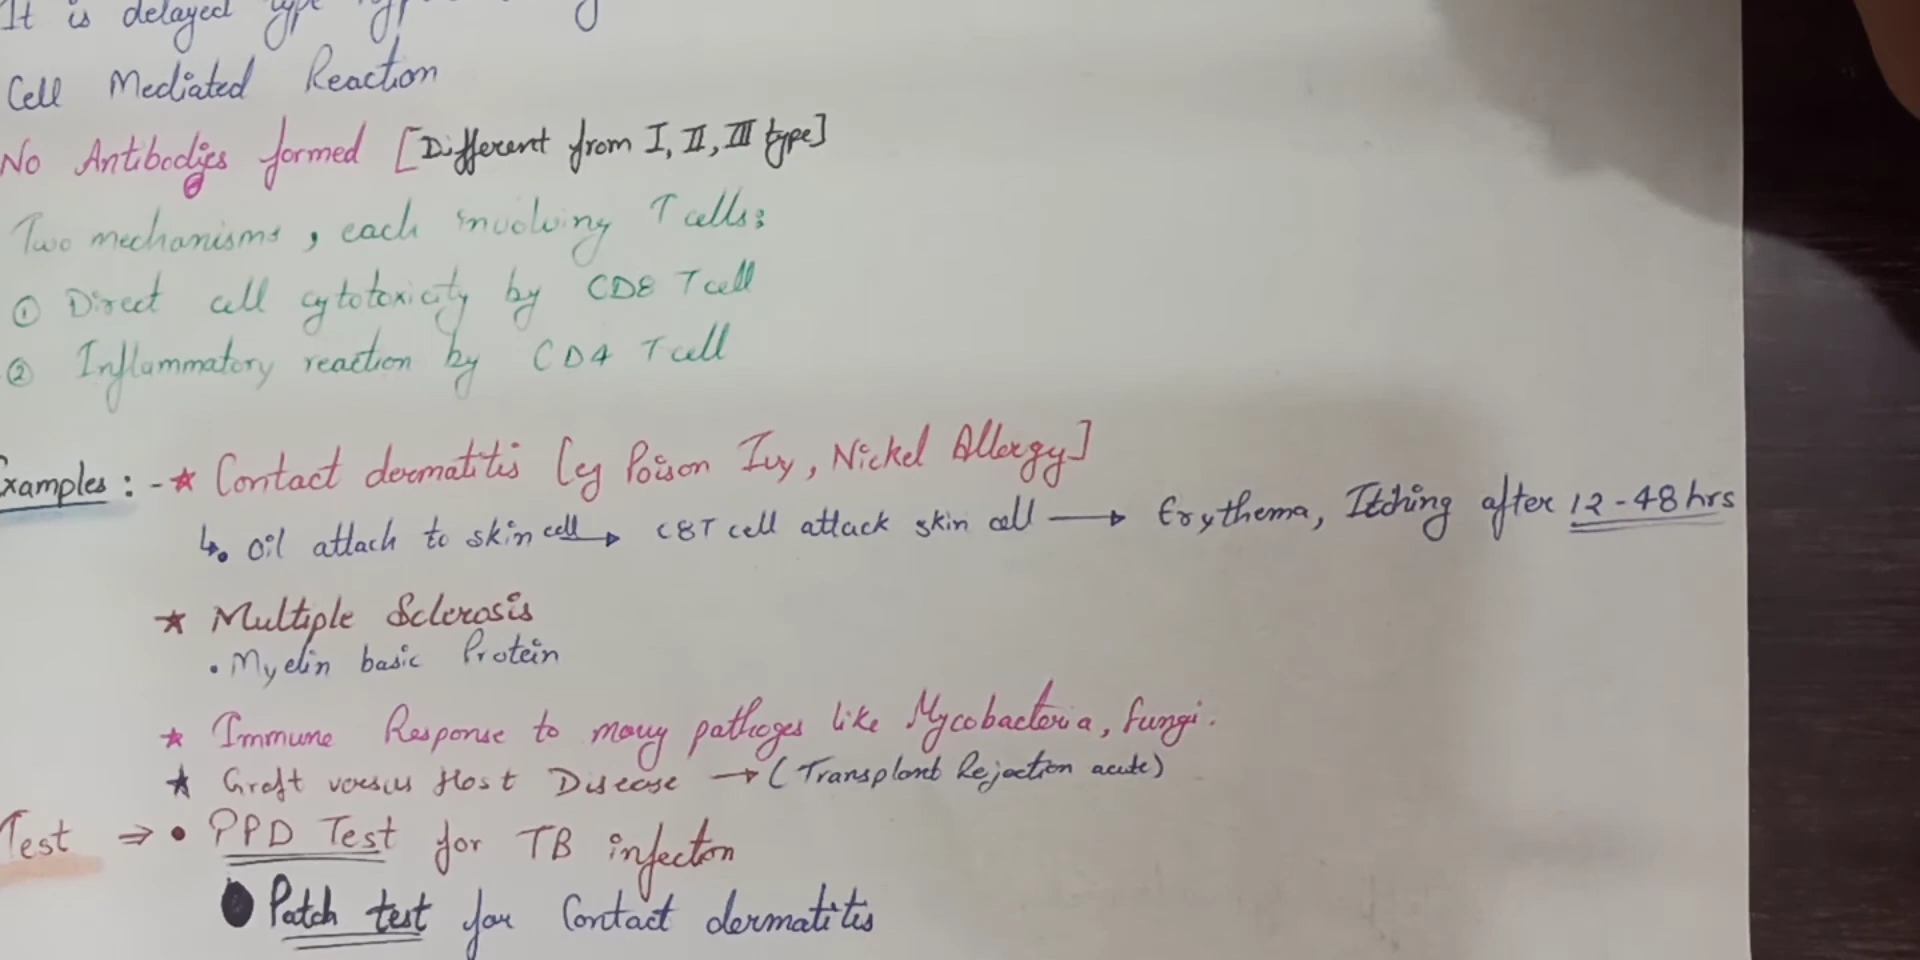 It is delayed type
Cell Mediated Reaction
No Antibodies formed [Different from I, II, III type]
Two mechanisms, each involving T cells:
① Direct cell cytotoxicity by CD8 T cell
② Inflammatory reaction by CD4 T cell
Examples : - ★ Contact dermatitis [eg Poison Ivy, Nickel Allergy]
↳ • Oil attach to skin cell → C8T cell attack skin cell → Erythema, Itching after 12-48 hrs
★ Multiple Sclerosis
• Myelin basic Protein
★ Immune Response to many pathoges like Mycobacteria, fungi.
★ Graft versus Host Disease → (Transplant Rejection acute)
Test ⇒ • PPD Test for TB infecton
• Patch test for Contact dermatitis